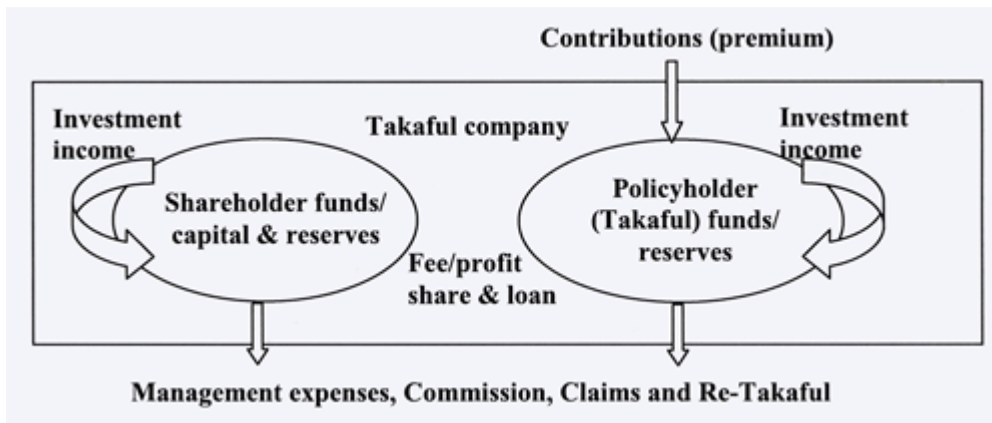 Contributions (premium)
Investment
income
Takaful company
Investment
income
Shareholder funds/
capital & reserves
Policyholder
(Takaful) funds/
reserves
Fee/profit
share & loan
Management expenses, Commission, Claims and Re-Takaful